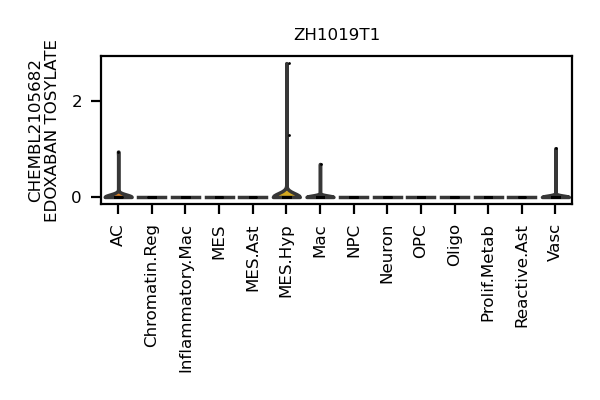 ZH1019T1
CHEMBL2105682
EDOXABAN TOSYLATE
2
0
AC
Chromatin.Reg
Inflammatory.Mac
MES
MES.Ast
MES.Hyp
Mac
NPC
Neuron
OPC
Oligo
Prolif.Metab
Reactive.Ast
Vasc